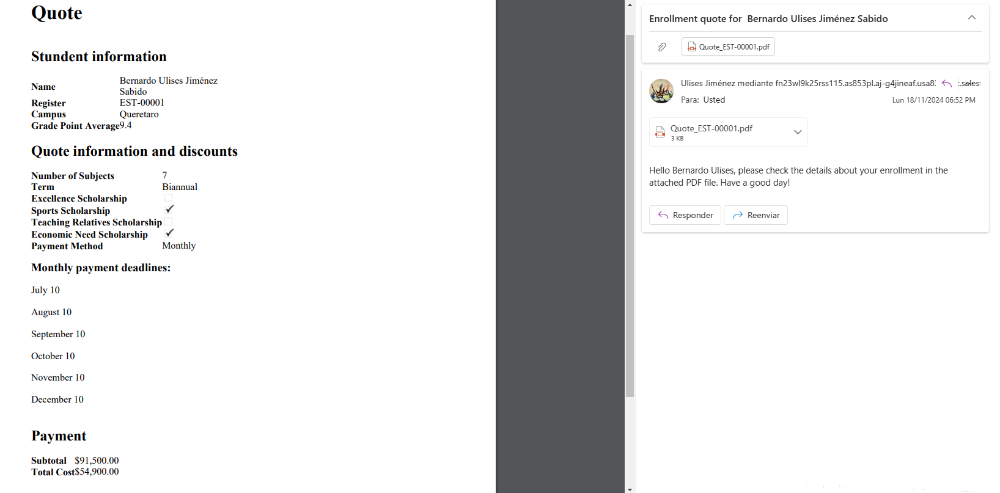 Quote
Stundent information
Name Bernardo Ulises Jiménez
Sabido
Register EST-00001
Campus Queretaro
Grade Point Average 9.4
Quote information and discounts
Number of Subjects 7
Term Biannual
Excellence Scholarship
Sports Scholarship ✓
Teaching Relatives Scholarship
Economic Need Scholarship ✓
Payment Method Monthly
Monthly payment deadlines:
July 10
August 10
September 10
October 10
November 10
December 10
Payment
Subtotal $91,500.00
Total Cost $54,900.00
Enrollment quote for Bernardo Ulises Jiménez Sabido
Quote_EST-00001.pdf
Ulises Jiménez mediante fn23wl9k25rss115.as853pl.aj-g4jineaf.usa8
Para: Usted
Lun 18/11/2024 06:52 PM
Quote_EST-00001.pdf
3 KB
Hello Bernardo Ulises, please check the details about your enrollment in the
attached PDF file. Have a good day!
Responder
Reenviar